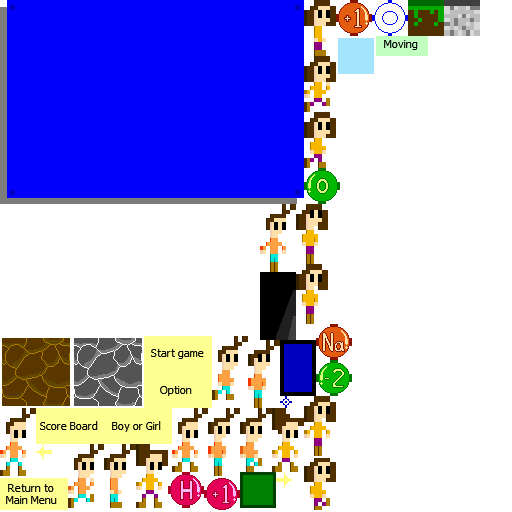 +1
Moving
O
Na
-2
Start game
Option
Score Board
Boy or Girl
H
+1
Return to
Main Menu